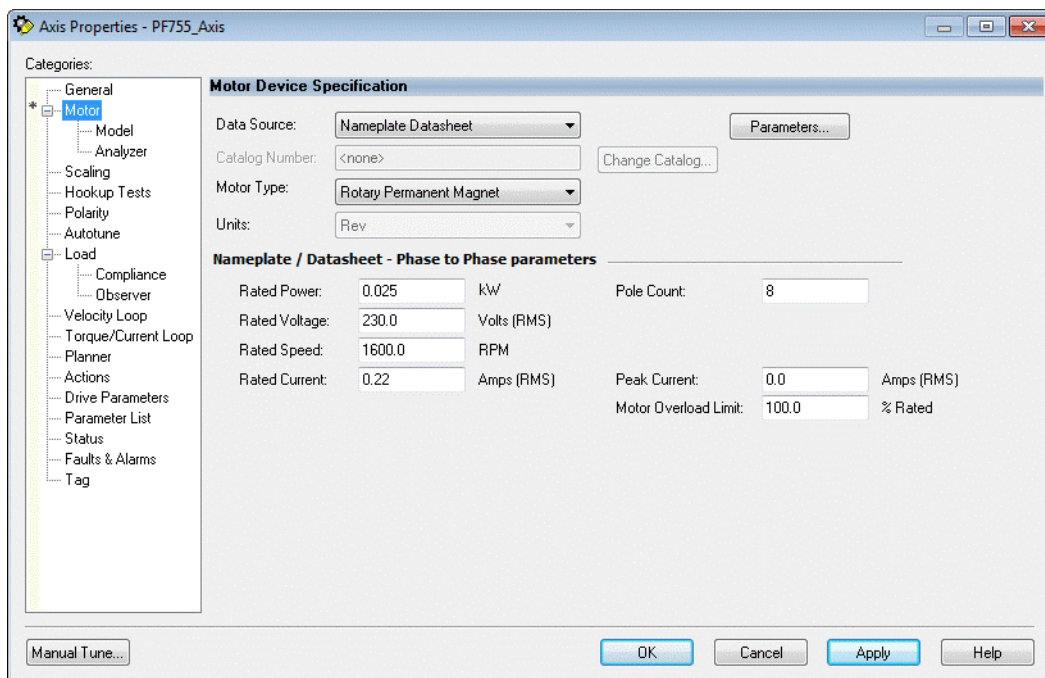 Axis Properties - PF755_Axis
Categories:
General
* Motor
Model
Analyzer
Scaling
Hookup Tests
Polarity
Autotune
Load
Compliance
Observer
Velocity Loop
Torque/Current Loop
Planner
Actions
Drive Parameters
Parameter List
Status
Faults & Alarms
Tag
Motor Device Specification
Data Source: Nameplate Datasheet Parameters...
Catalog Number: <none> Change Catalog...
Motor Type: Rotary Permanent Magnet
Units: Rev
Nameplate / Datasheet - Phase to Phase parameters
Rated Power: 0.025 kW Pole Count: 8
Rated Voltage: 230.0 Volts (RMS)
Rated Speed: 1600.0 RPM
Rated Current: 0.22 Amps (RMS) Peak Current: 0.0 Amps (RMS)
Motor Overload Limit: 100.0 % Rated
Manual Tune... OK Cancel Apply Help